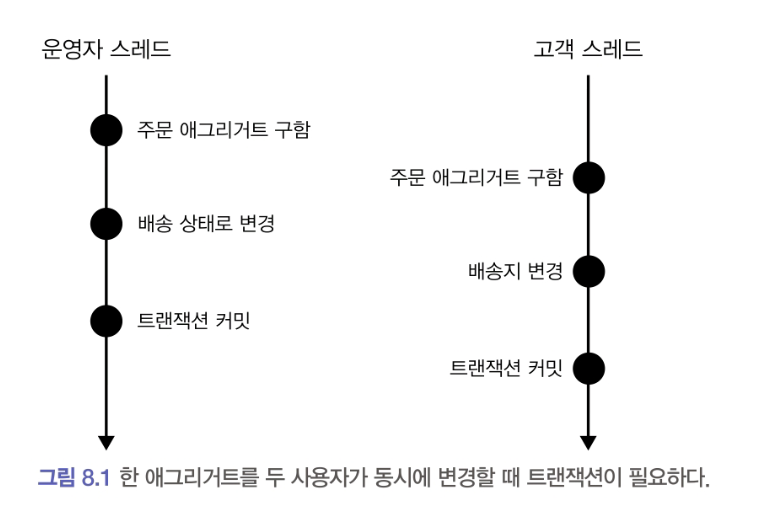 운영자 스레드
고객 스레드
주문 애그리거트 구함
주문 애그리거트 구함
배송 상태로 변경
배송지 변경
트랜잭션 커밋
트랜잭션 커밋
그림 8.1 한 애그리거트를 두 사용자가 동시에 변경할 때 트랜잭션이 필요하다.